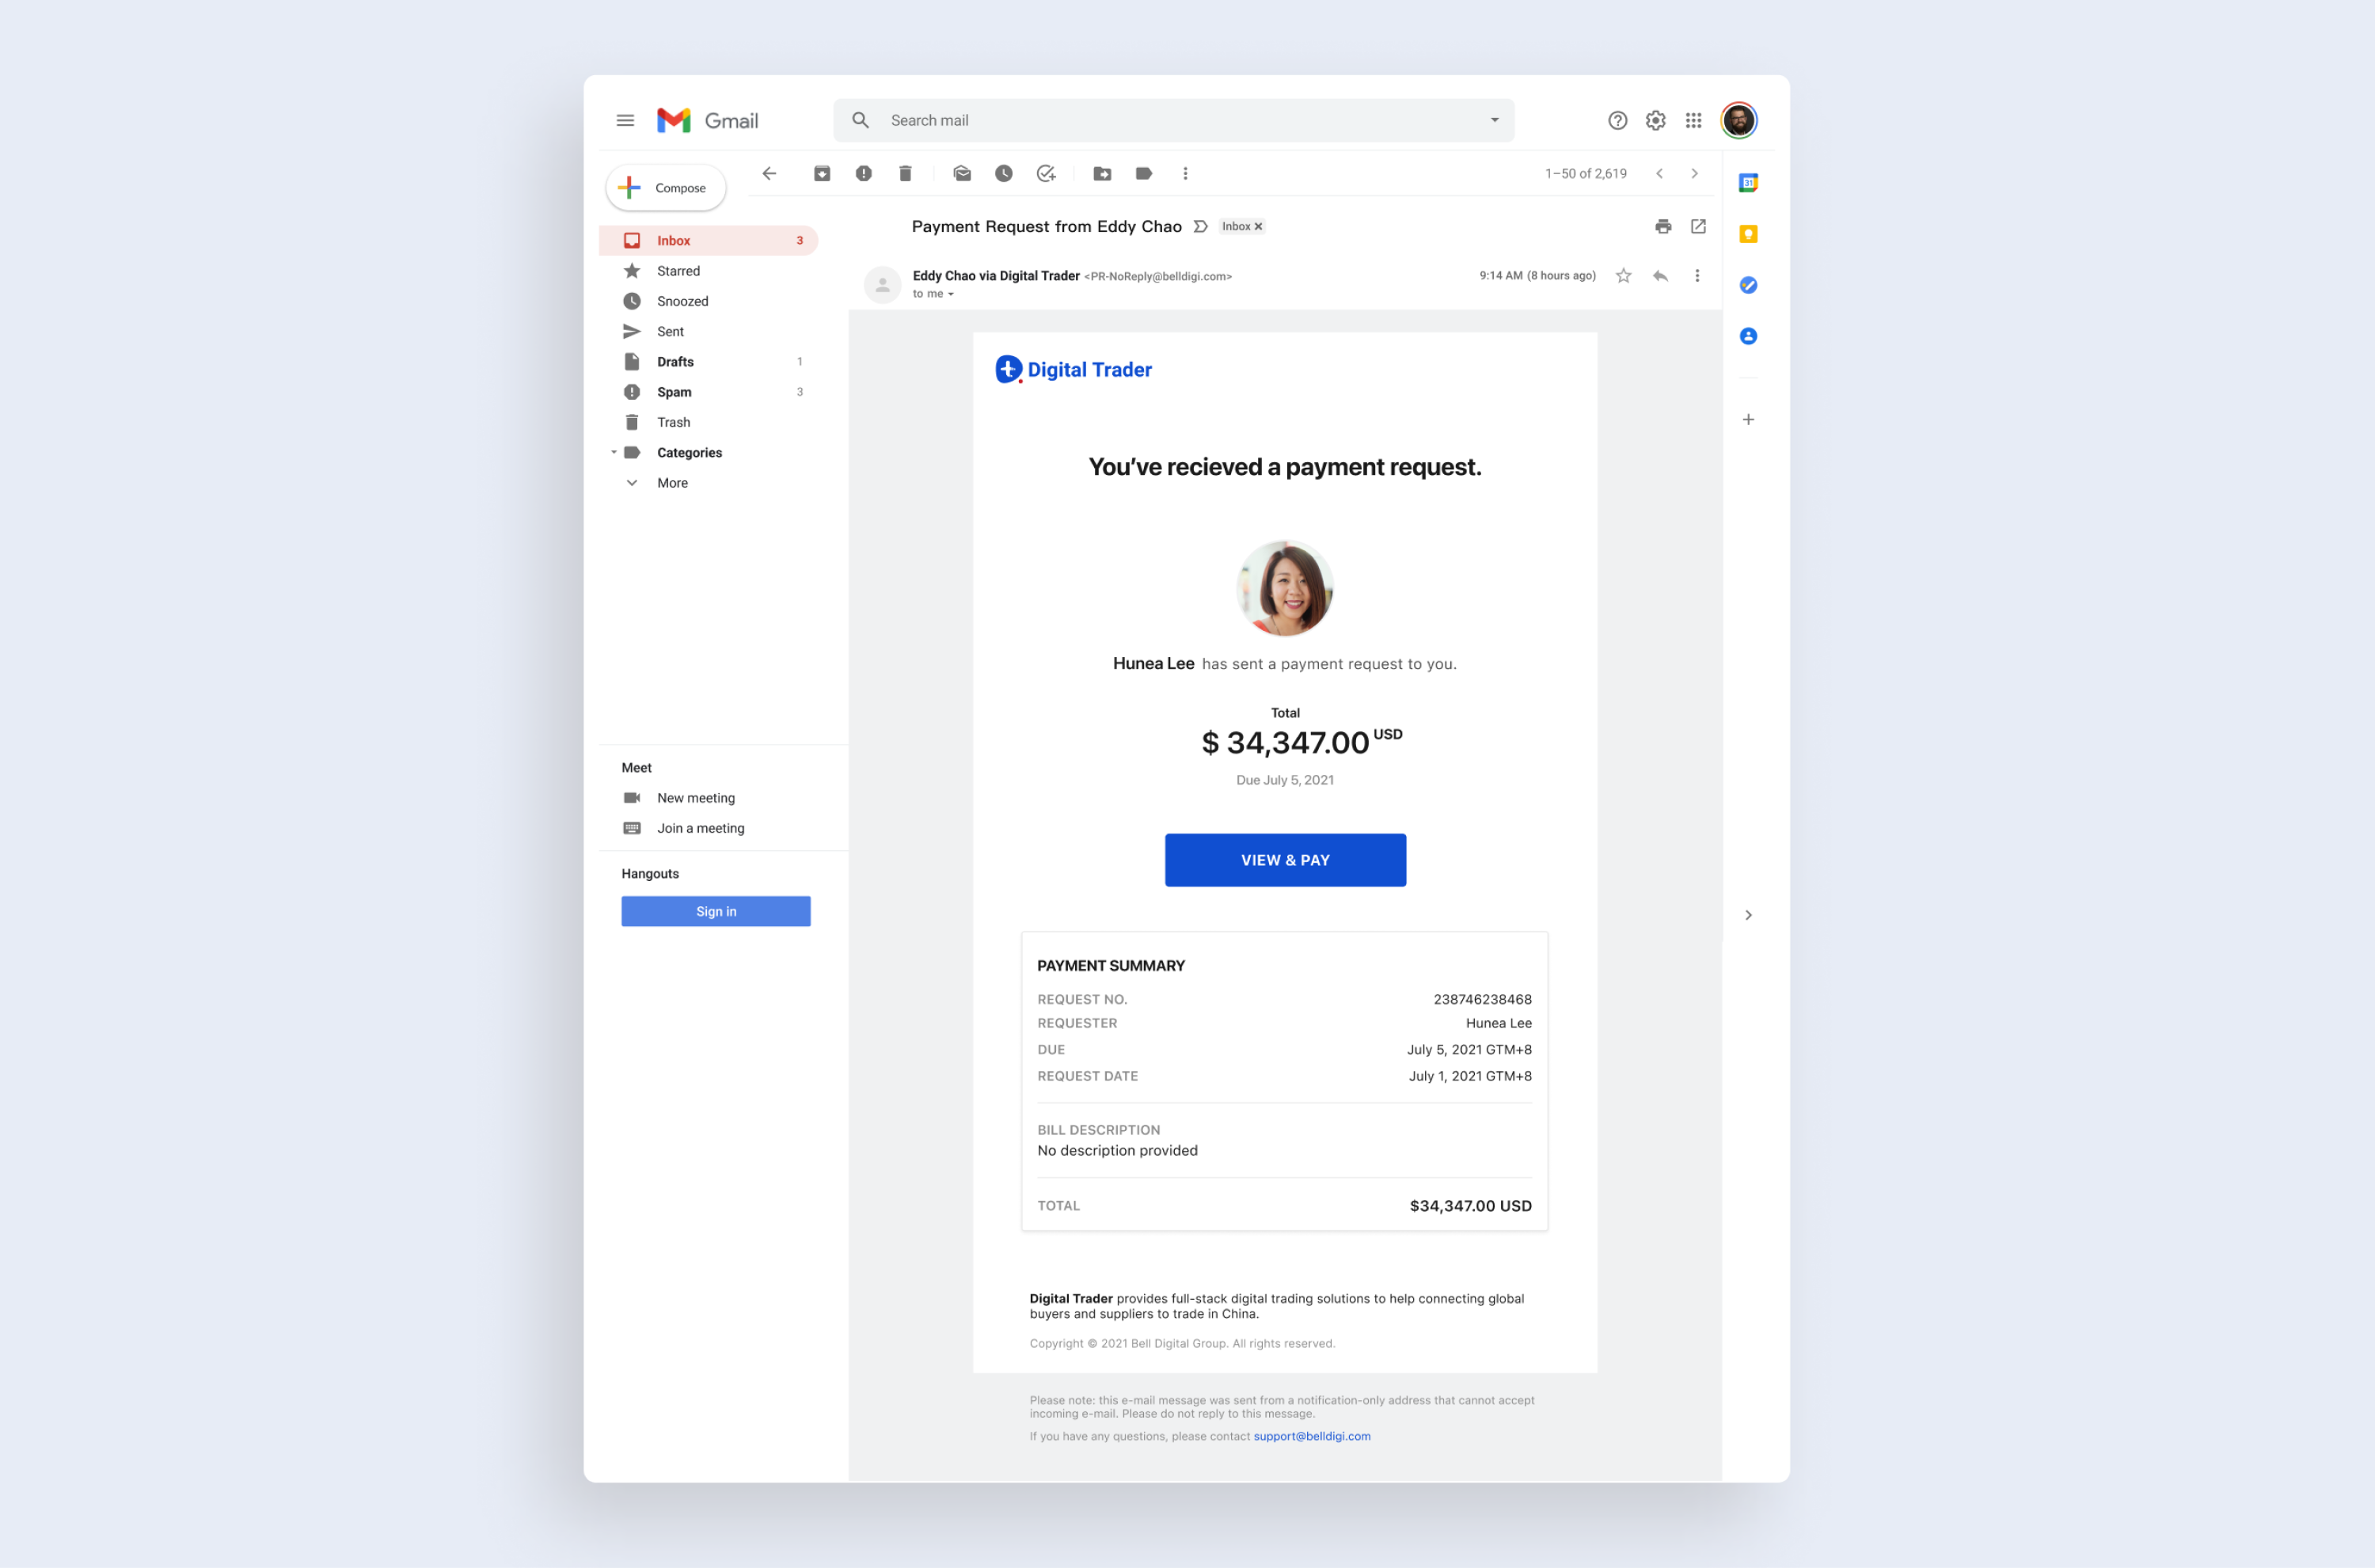 Gmail
Search mail
Compose
1–50 of 2,619
31
Inbox 3
Starred
Snoozed
Sent
Drafts 1
Spam 3
Trash
Categories
More
Meet
New meeting
Join a meeting
Hangouts
Sign in
Payment Request from Eddy Chao Inbox
Eddy Chao via Digital Trader <PR-NoReply@belldigi.com>
9:14 AM (8 hours ago)
to me
Digital Trader
You’ve recieved a payment request.
Hunea Lee has sent a payment request to you.
Total
$ 34,347.00 USD
Due July 5, 2021
VIEW & PAY
PAYMENT SUMMARY
REQUEST NO. 238746238468
REQUESTER Hunea Lee
DUE July 5, 2021 GTM+8
REQUEST DATE July 1, 2021 GTM+8
BILL DESCRIPTION
No description provided
TOTAL $34,347.00 USD
Digital Trader provides full-stack digital trading solutions to help connecting global
buyers and suppliers to trade in China.
Copyright © 2021 Bell Digital Group. All rights reserved.
Please note: this e-mail message was sent from a notification-only address that cannot accept
incoming e-mail. Please do not reply to this message.
If you have any questions, please contact support@belldigi.com